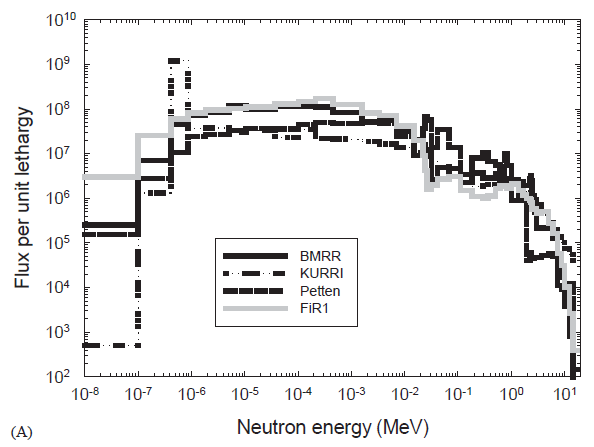 10^10
10^9
10^8
10^7
10^6
10^5
10^4
10^3
10^2
Flux per unit lethargy
BMRR
KURRI
Petten
FiR1
10^-8 10^-7 10^-6 10^-5 10^-4 10^-3 10^-2 10^-1 10^0 10^1
Neutron energy (MeV)
(A)